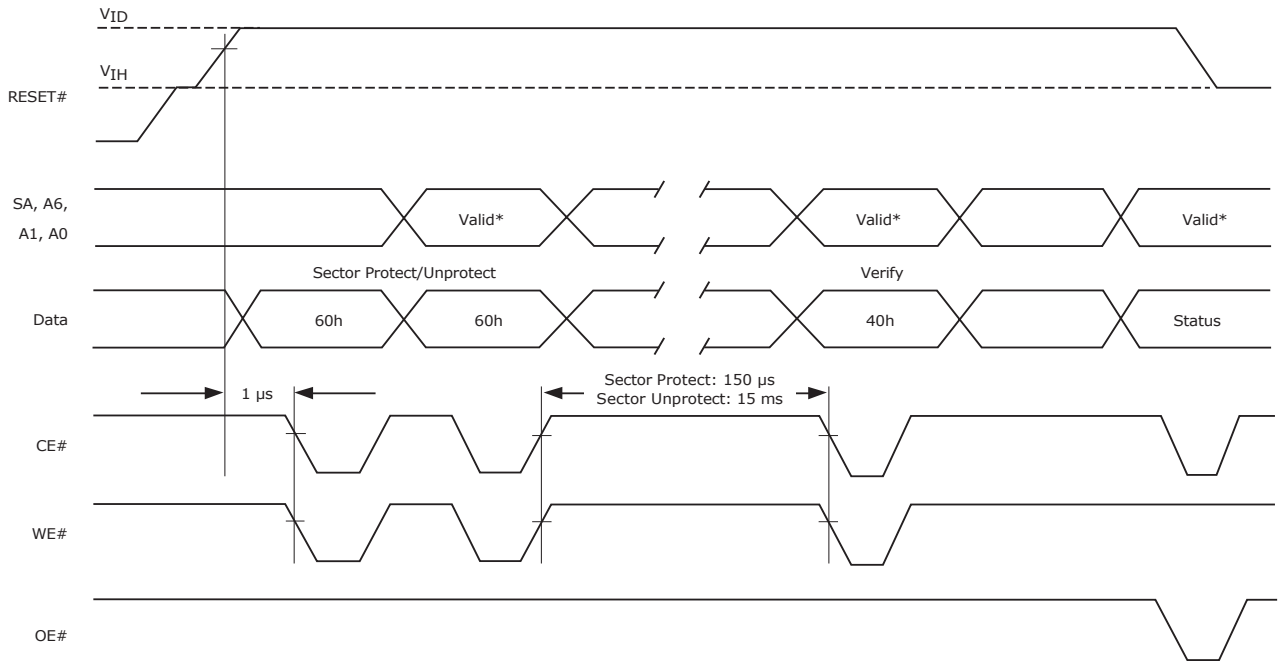 VID
VIH
RESET#
SA, A6,
A1, A0
Valid*
Valid*
Valid*
Sector Protect/Unprotect
Verify
Data
60h
60h
40h
Status
1 µs
Sector Protect: 150 µs
Sector Unprotect: 15 ms
CE#
WE#
OE#